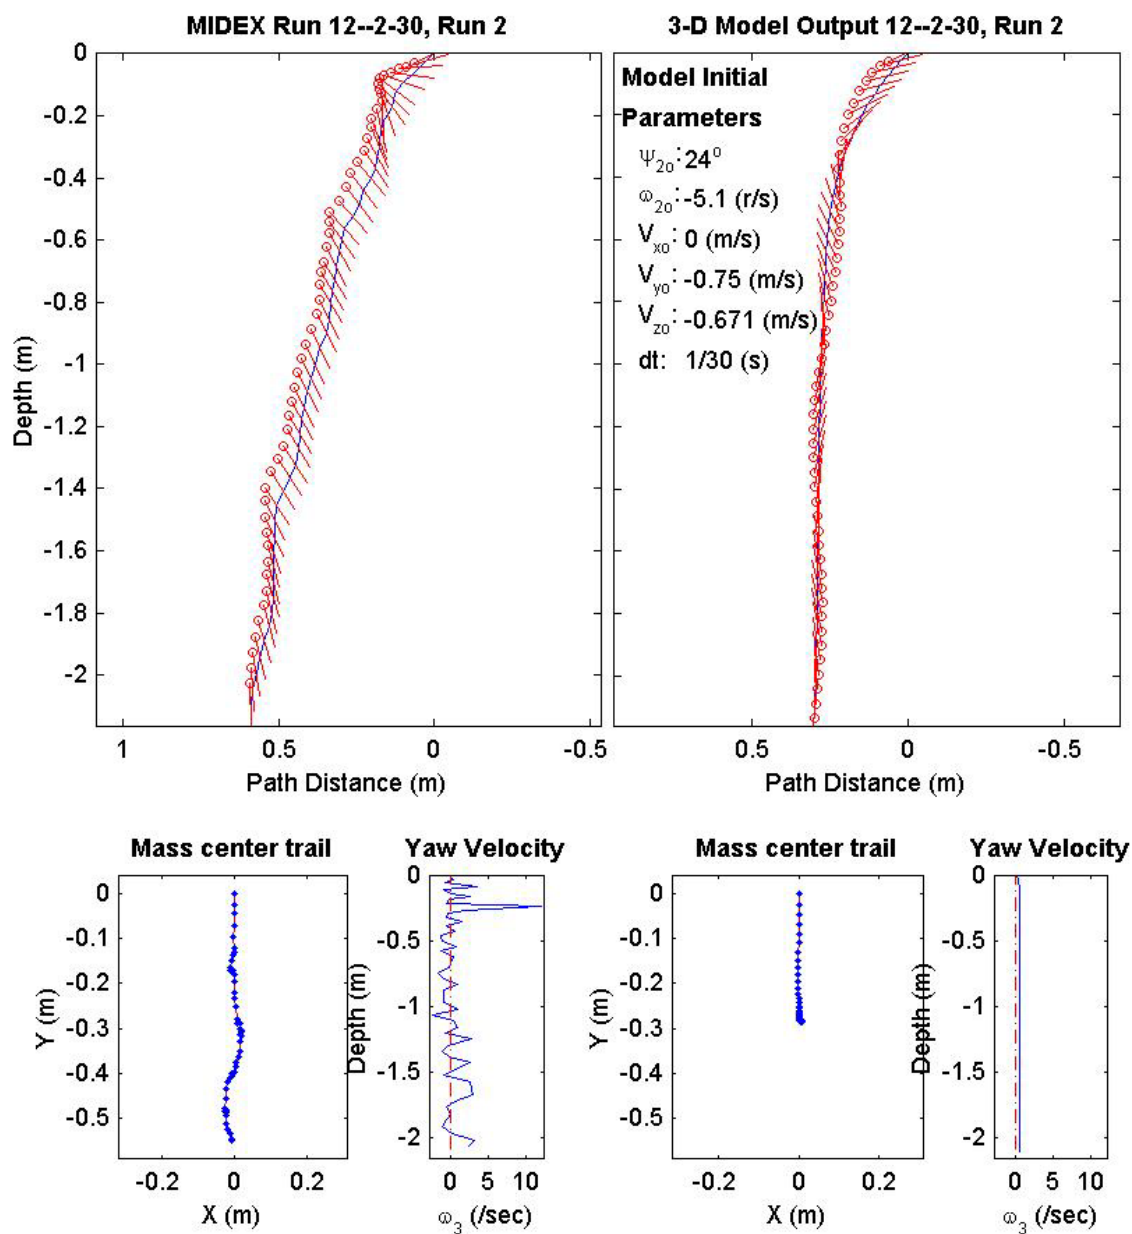 MIDEX Run 12--2-30, Run 2
3-D Model Output 12--2-30, Run 2
0
-0.2
-0.4
-0.6
-0.8
-1
-1.2
-1.4
-1.6
-1.8
-2
Depth (m)
1 0.5 0 -0.5
Path Distance (m)
Model Initial
Parameters
Ψ2o: 24o
ω2o: -5.1 (r/s)
Vxo: 0 (m/s)
Vyo: -0.75 (m/s)
Vzo: -0.671 (m/s)
dt: 1/30 (s)
0.5 0 -0.5
Path Distance (m)
Mass center trail
0
-0.1
-0.2
-0.3
-0.4
-0.5
Y (m)
-0.2 0 0.2
X (m)
Yaw Velocity
0
-0.5
-1
-1.5
-2
Depth (m)
0 5 10
ω3 (/sec)
Mass center trail
0
-0.1
-0.2
-0.3
-0.4
-0.5
Y (m)
-0.2 0 0.2
X (m)
Yaw Velocity
0
-0.5
-1
-1.5
-2
Depth (m)
0 5 10
ω3 (/sec)